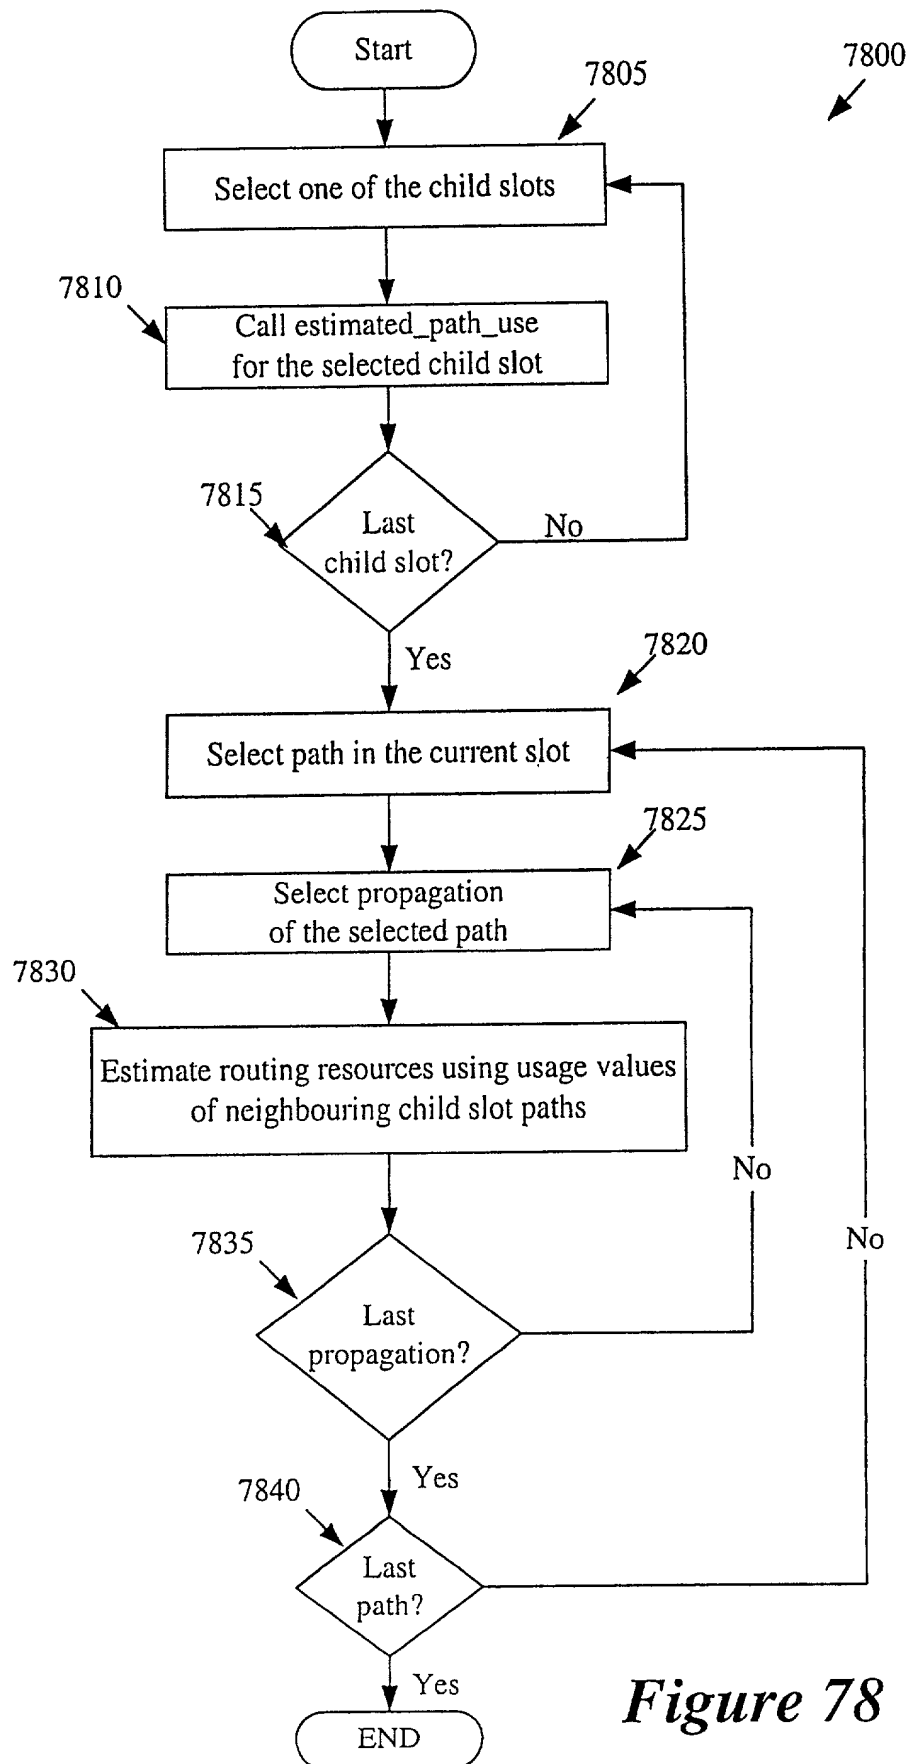 Start
7800
7805
Select one of the child slots
7810
Call estimated_path_use
for the selected child slot
7815
Last
child slot?
No
Yes
7820
Select path in the current slot
7825
Select propagation
of the selected path
7830
Estimate routing resources using usage values
of neighbouring child slot paths
No
No
7835
Last
propagation?
Yes
7840
Last
path?
Yes
END
Figure 78